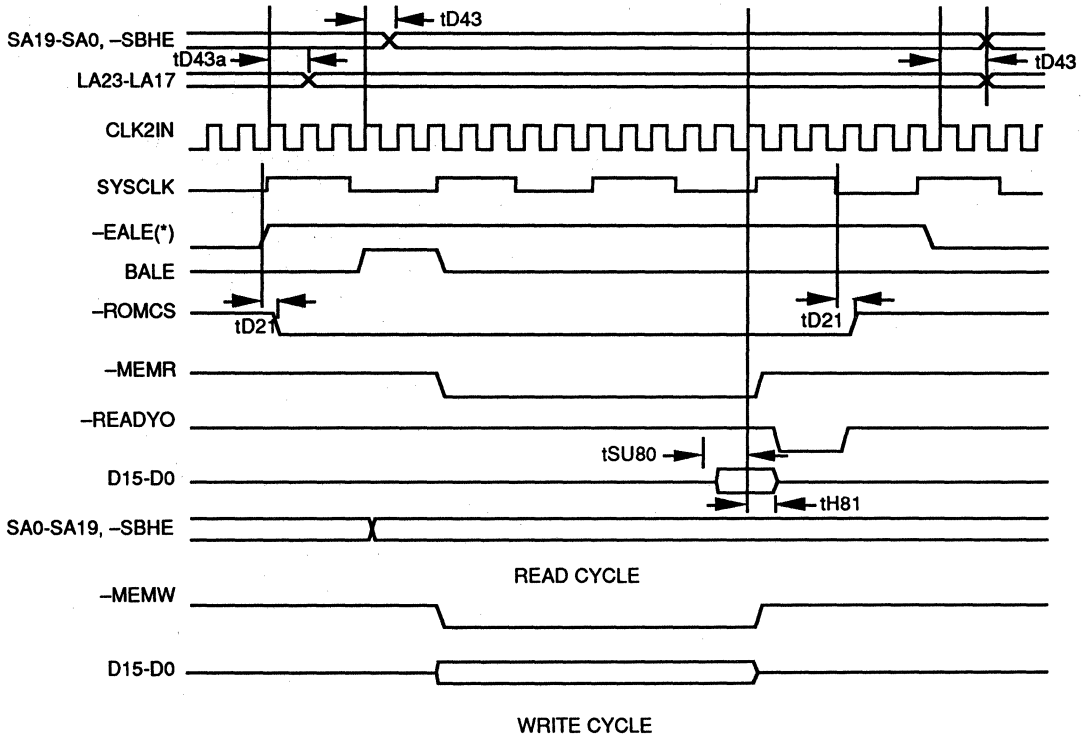 tD43
SA19-SA0, –SBHE
tD43a
tD43
LA23-LA17
CLK2IN
SYSCLK
–EALE(*)
BALE
–ROMCS
tD21
tD21
–MEMR
–READYO
tSU80
D15-D0
tH81
SA0-SA19, –SBHE
READ CYCLE
–MEMW
D15-D0
WRITE CYCLE